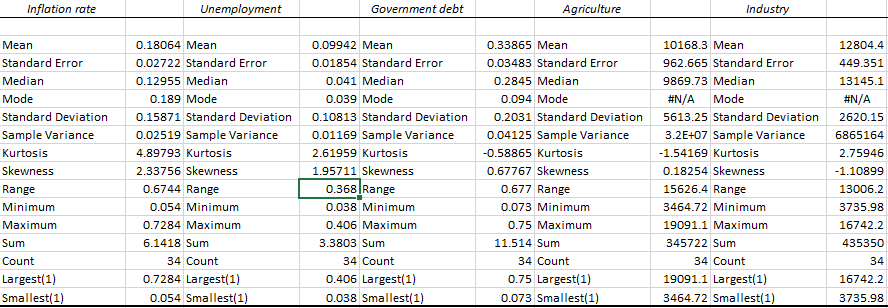 Inflation rate Unemployment Government debt Agriculture Industry
Mean 0.18064 Mean 0.09942 Mean 0.33865 Mean 10168.3 Mean 12804.4
Standard Error 0.02722 Standard Error 0.01854 Standard Error 0.03483 Standard Error 962.665 Standard Error 449.351
Median 0.12955 Median 0.041 Median 0.2845 Median 9869.73 Median 13145.1
Mode 0.189 Mode 0.039 Mode 0.094 Mode #N/A Mode #N/A
Standard Deviation 0.15871 Standard Deviation 0.10813 Standard Deviation 0.2031 Standard Deviation 5613.25 Standard Deviation 2620.15
Sample Variance 0.02519 Sample Variance 0.01169 Sample Variance 0.04125 Sample Variance 3.2E+07 Sample Variance 6865164
Kurtosis 4.89793 Kurtosis 2.61959 Kurtosis -0.58865 Kurtosis -1.54169 Kurtosis 2.75946
Skewness 2.33756 Skewness 1.95711 Skewness 0.67767 Skewness 0.18254 Skewness -1.10899
Range 0.6744 Range 0.368 Range 0.677 Range 15626.4 Range 13006.2
Minimum 0.054 Minimum 0.038 Minimum 0.073 Minimum 3464.72 Minimum 3735.98
Maximum 0.7284 Maximum 0.406 Maximum 0.75 Maximum 19091.1 Maximum 16742.2
Sum 6.1418 Sum 3.3803 Sum 11.514 Sum 345722 Sum 435350
Count 34 Count 34 Count 34 Count 34 Count 34
Largest(1) 0.7284 Largest(1) 0.406 Largest(1) 0.75 Largest(1) 19091.1 Largest(1) 16742.2
Smallest(1) 0.054 Smallest(1) 0.038 Smallest(1) 0.073 Smallest(1) 3464.72 Smallest(1) 3735.98